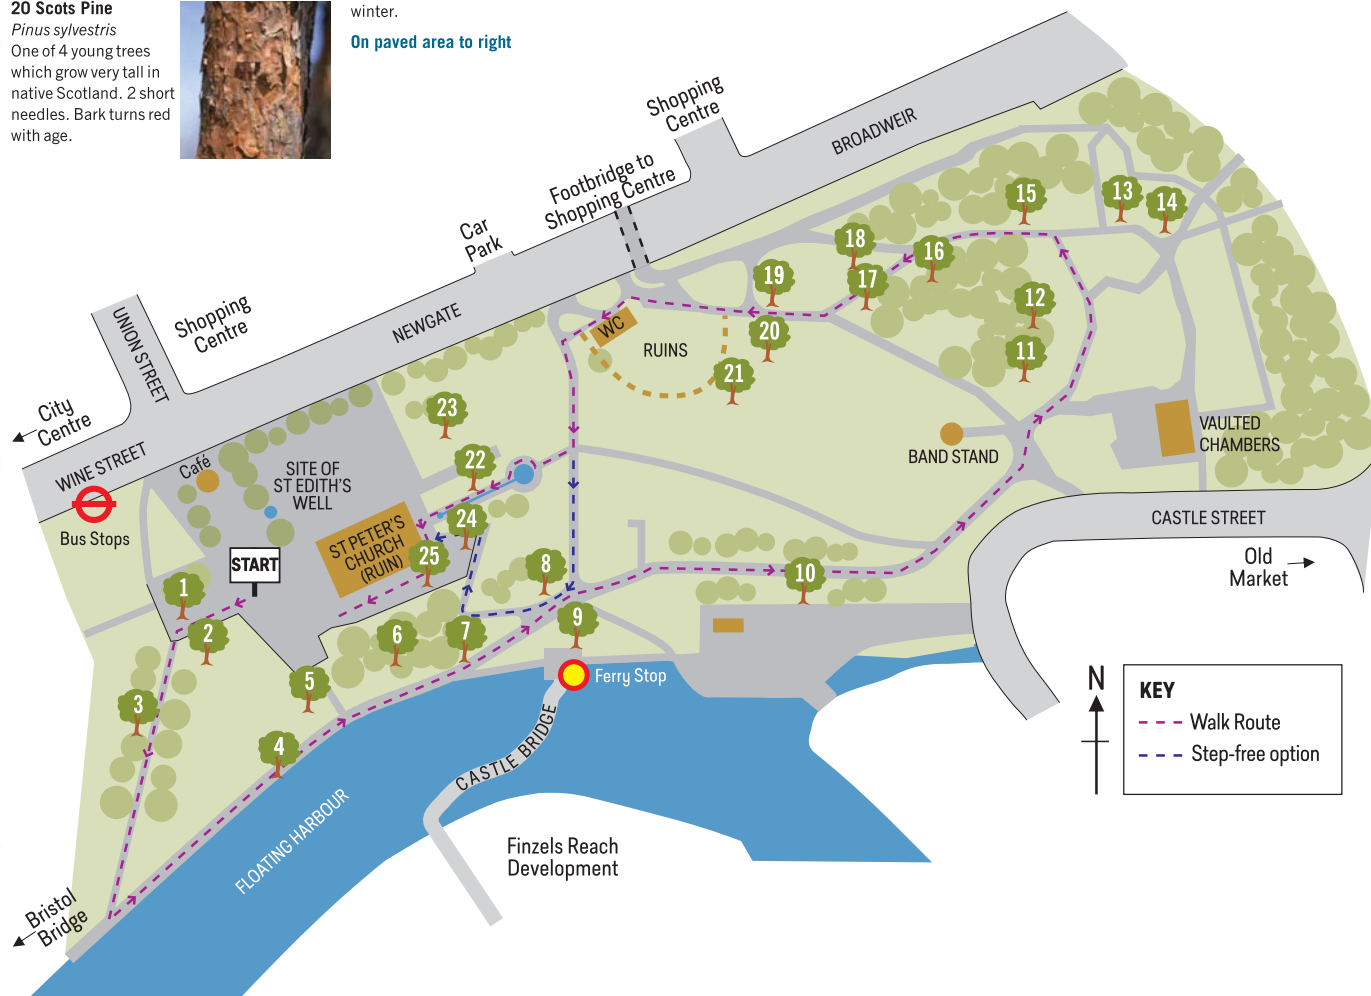 20 Scots Pine
Pinus sylvestris
One of 4 young trees
which grow very tall in
native Scotland. 2 short
needles. Bark turns red
with age.
winter.
On paved area to right
Shopping
Centre
BROADWEIR
Footbridge to
Shopping Centre
Car
Park
NEWGATE
Shopping
Centre
UNION STREET
City
Centre
WINE STREET
Bus Stops
Café
SITE OF
ST EDITH'S
WELL
START
ST PETER'S
CHURCH
(RUIN)
WC
RUINS
BAND STAND
VAULTED
CHAMBERS
CASTLE STREET
Old
Market
1
2
3
4
5
6
7
8
9
10
11
12
13
14
15
16
17
18
19
20
21
22
23
24
25
Ferry Stop
CASTLE BRIDGE
FLOATING HARBOUR
Finzels Reach
Development
Bristol
Bridge
N
KEY
Walk Route
Step-free option